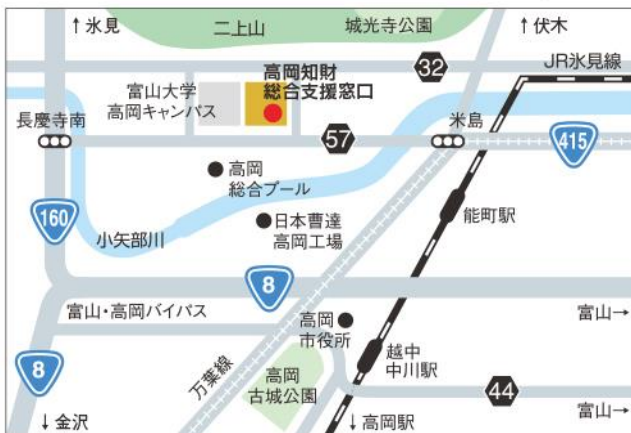 ↑氷見
二上山
城光寺公園
↑伏木
高岡知財
総合支援窓口
32
JR氷見線
富山大学
高岡キャンパス
長慶寺南
57
米島
415
高岡
総合プール
160
小矢部川
日本曹達
高岡工場
能町駅
8
富山・高岡バイパス
高岡
市役所
富山→
8
万葉線
高岡
古城公園
越中
中川駅
44
↓金沢
↓高岡駅
富山→